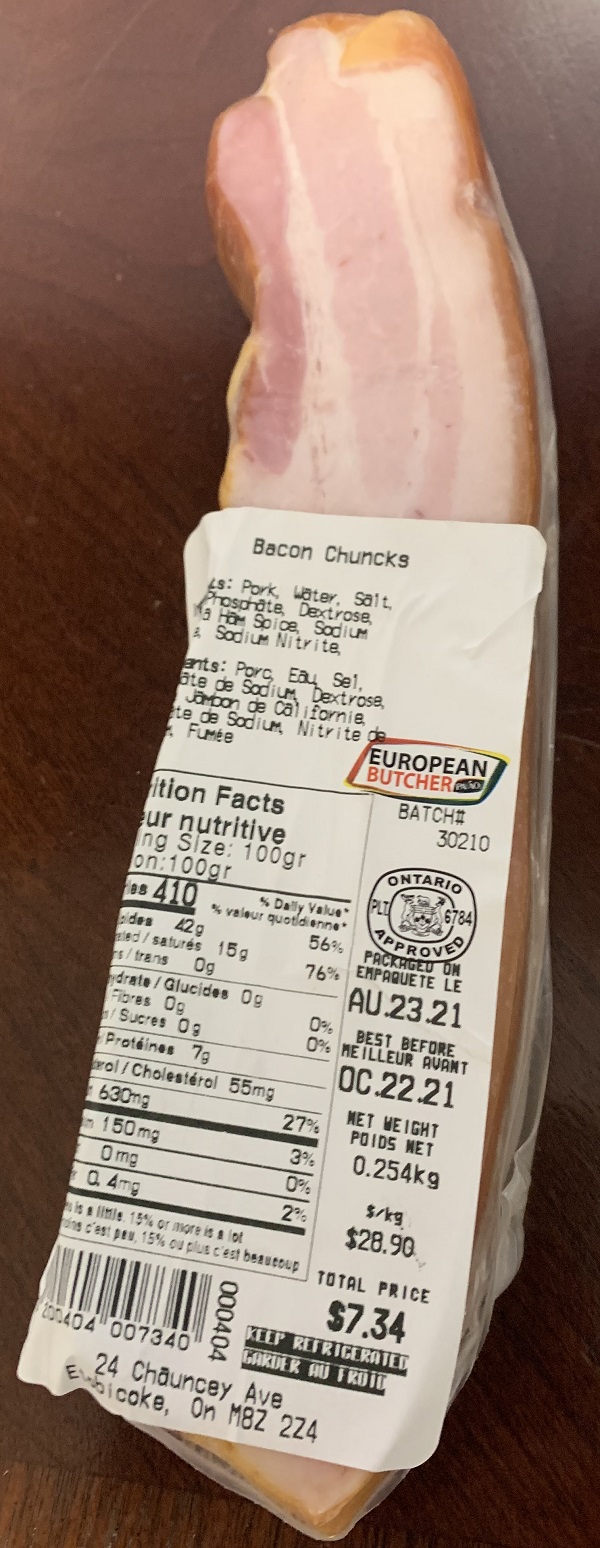 Bacon Chuncks
Pork, Water, Salt,
Phosphate, Dextrose,
Ham Spice, Sodium
Sodium Nitrite,
Porc, Eau, Sel,
de Sodium, Dextrose,
Jambon de Californie,
de Sodium, Nitrite de
Fumée
EUROPEAN
BUTCHER
BATCH#
30210
Facts
nutritive
Size: 100gr
100gr
410
% Daily Value*
% valeur quotidienne*
42g 56%
/ saturés 15g
/ trans 0g 76%
/ Glucides 0g
Fibres 0g 0%
/ Sucres 0g 0%
Protéines 7g
/ Cholestérol 55mg
630mg 27%
150mg 3%
0mg 0%
0.4mg 2%
is a little, 15% or more is a lot
c'est peu, 15% ou plus c'est beaucoup
ONTARIO
PLT 6784
APPROVED
PACKAGED ON
EMPAQUETE LE
AU.23.21
BEST BEFORE
MEILLEUR AVANT
OC.22.21
NET WEIGHT
POIDS NET
0.254kg
$/kg
$28.90
TOTAL PRICE
$7.34
200404 007340
000404
KEEP REFRIGERATED
GARDER AU FROID
24 Chauncey Ave
On M8Z 2Z4